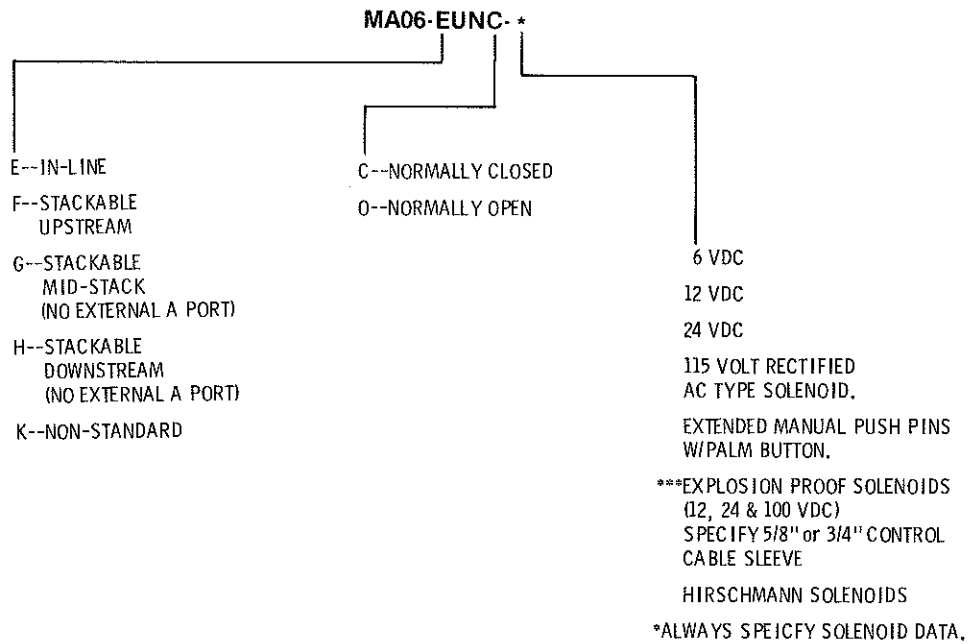 MA06-EUNC- *
E--IN-LINE
F--STACKABLE
UPSTREAM
G--STACKABLE
MID-STACK
(NO EXTERNAL A PORT)
H--STACKABLE
DOWNSTREAM
(NO EXTERNAL A PORT)
K--NON-STANDARD
C--NORMALLY CLOSED
O--NORMALLY OPEN
6 VDC
12 VDC
24 VDC
115 VOLT RECTIFIED
AC TYPE SOLENOID.
EXTENDED MANUAL PUSH PINS
W/PALM BUTTON.
***EXPLOSION PROOF SOLENOIDS
(12, 24 & 100 VDC)
SPECIFY 5/8" or 3/4" CONTROL
CABLE SLEEVE
HIRSCHMANN SOLENOIDS
*ALWAYS SPEICFY SOLENOID DATA.